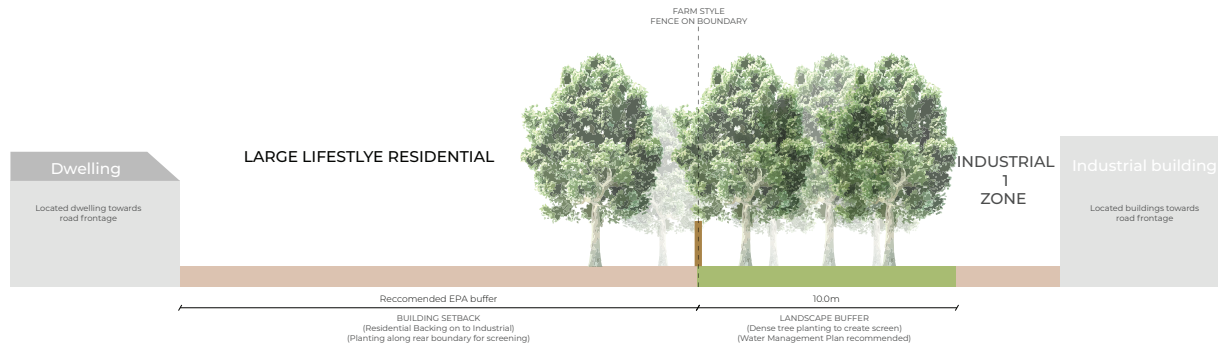 FARM STYLE
FENCE ON BOUNDARY
LARGE LIFESTLYE RESIDENTIAL
Dwelling
Located dwelling towards
road frontage
INDUSTRIAL
1
ZONE
Industrial building
Located buildings towards
road frontage
Reccomended EPA buffer
10.0m
BUILDING SETBACK
(Residential Backing on to Industrial)
(Planting along rear boundary for screening)
LANDSCAPE BUFFER
(Dense tree planting to create screen)
(Water Management Plan recommended)